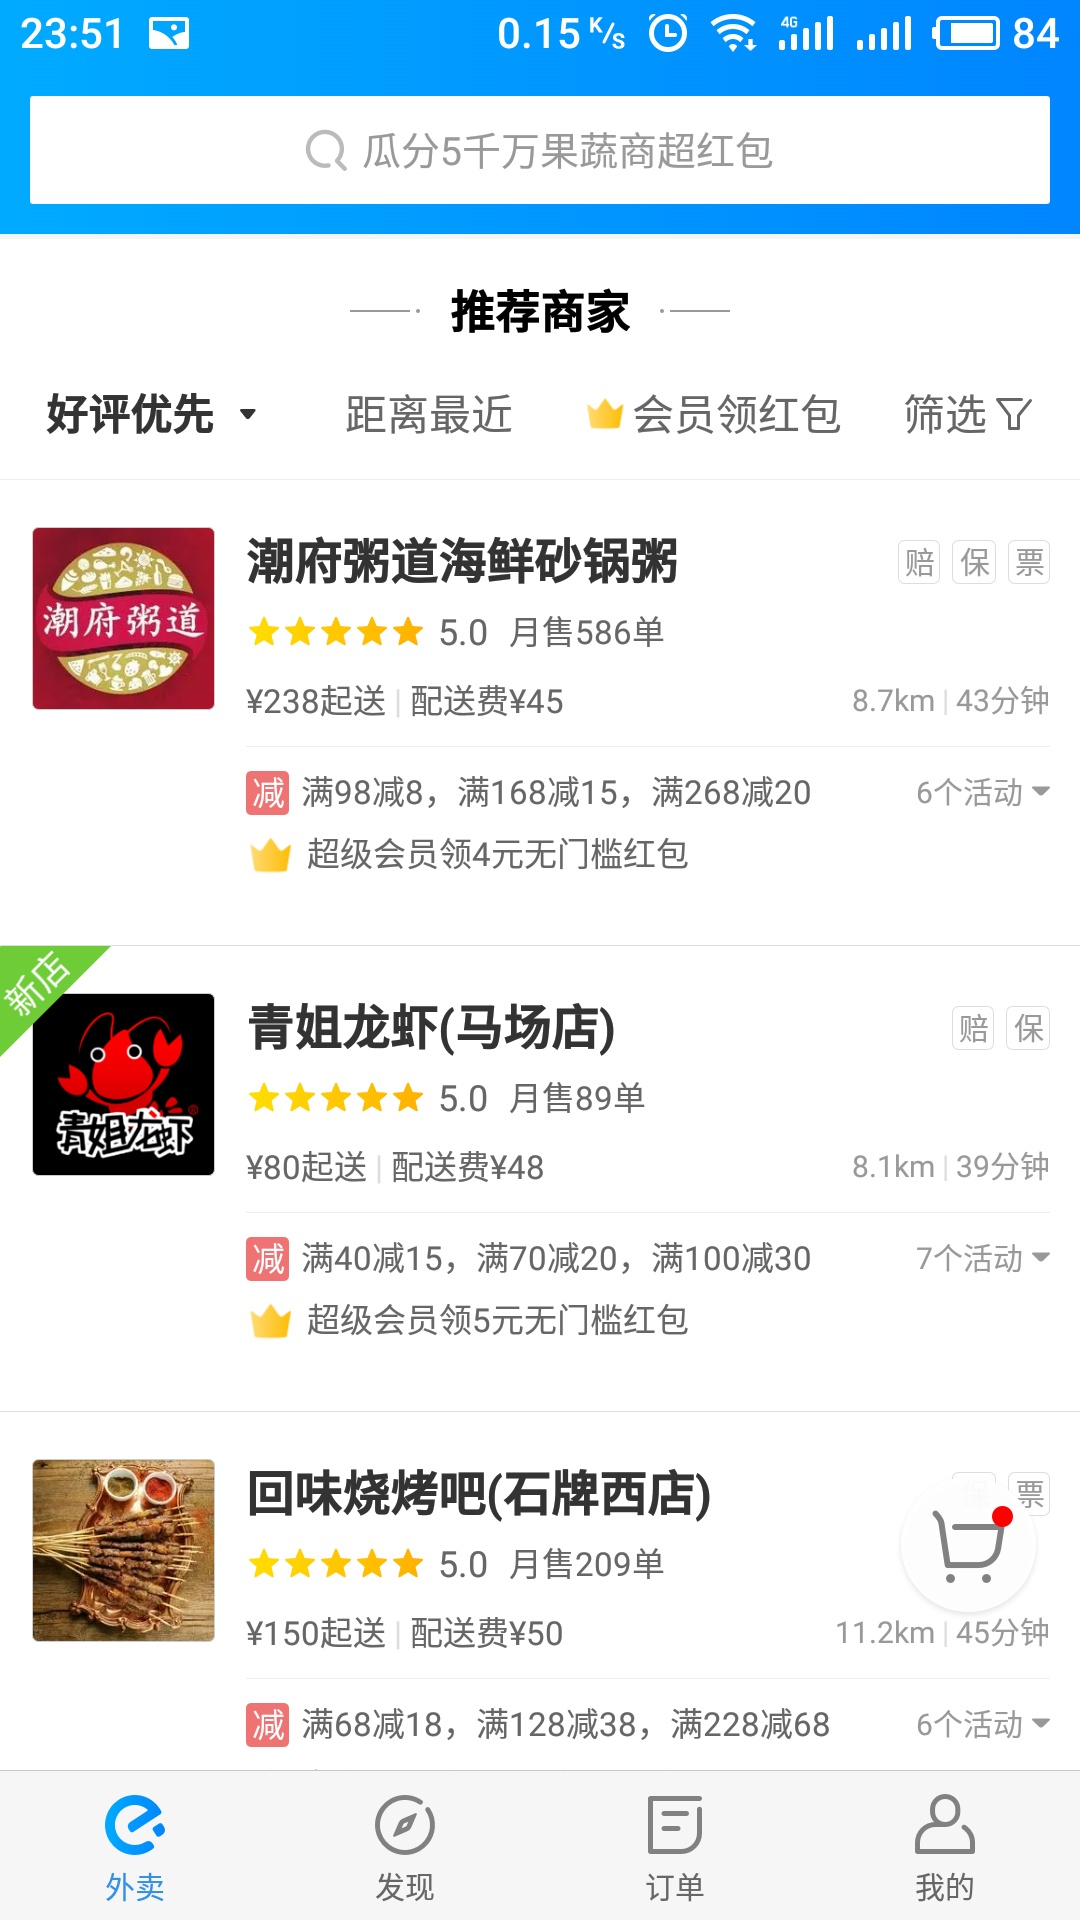 23:51 0.15 K/s 4G 84
瓜分5千万果蔬商超红包
推荐商家
好评优先 距离最近 会员领红包 筛选
潮府粥道
潮府粥道海鲜砂锅粥 赔 保 票
5.0 月售586单
¥238起送 配送费¥45 8.7km 43分钟
减 满98减8，满168减15，满268减20 6个活动
超级会员领4元无门槛红包
新店
青姐龙虾
青姐龙虾(马场店) 赔 保
5.0 月售89单
¥80起送 配送费¥48 8.1km 39分钟
减 满40减15，满70减20，满100减30 7个活动
超级会员领5元无门槛红包
回味烧烤吧(石牌西店) 保 票
5.0 月售209单
¥150起送 配送费¥50 11.2km 45分钟
减 满68减18，满128减38，满228减68 6个活动
外卖 发现 订单 我的